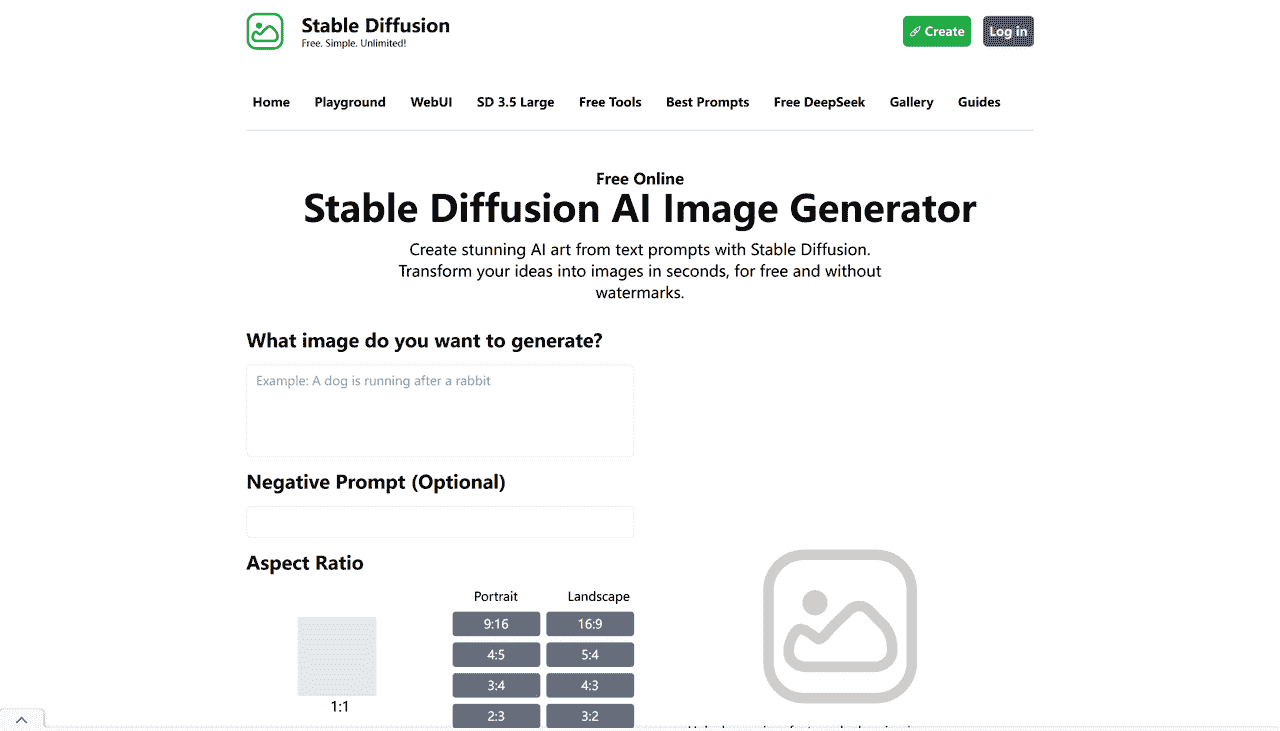 Stable Diffusion
Free. Simple. Unlimited!
Create
Log in
Home Playground WebUI SD 3.5 Large Free Tools Best Prompts Free DeepSeek Gallery Guides
Free Online
Stable Diffusion AI Image Generator
Create stunning AI art from text prompts with Stable Diffusion.
Transform your ideas into images in seconds, for free and without
watermarks.
What image do you want to generate?
Example: A dog is running after a rabbit
Negative Prompt (Optional)
Aspect Ratio
Portrait Landscape
9:16 16:9
4:5 5:4
3:4 4:3
2:3 3:2
1:1